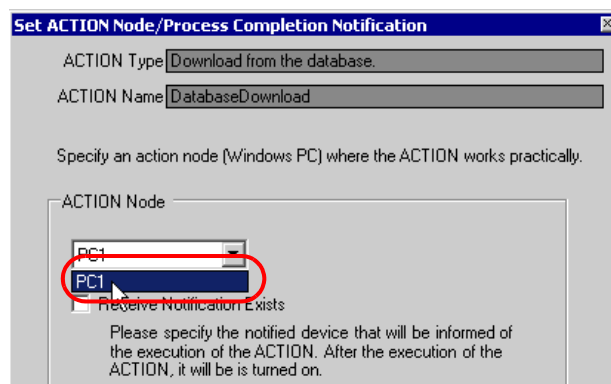 Set ACTION Node/Process Completion Notification
ACTION Type Download from the database.
ACTION Name DatabaseDownload
Specify an action node (Windows PC) where the ACTION works practically.
ACTION Node
PC1
PC1
Receive Notification Exists
Please specify the notified device that will be informed of
the execution of the ACTION. After the execution of the
ACTION, it will be is turned on.